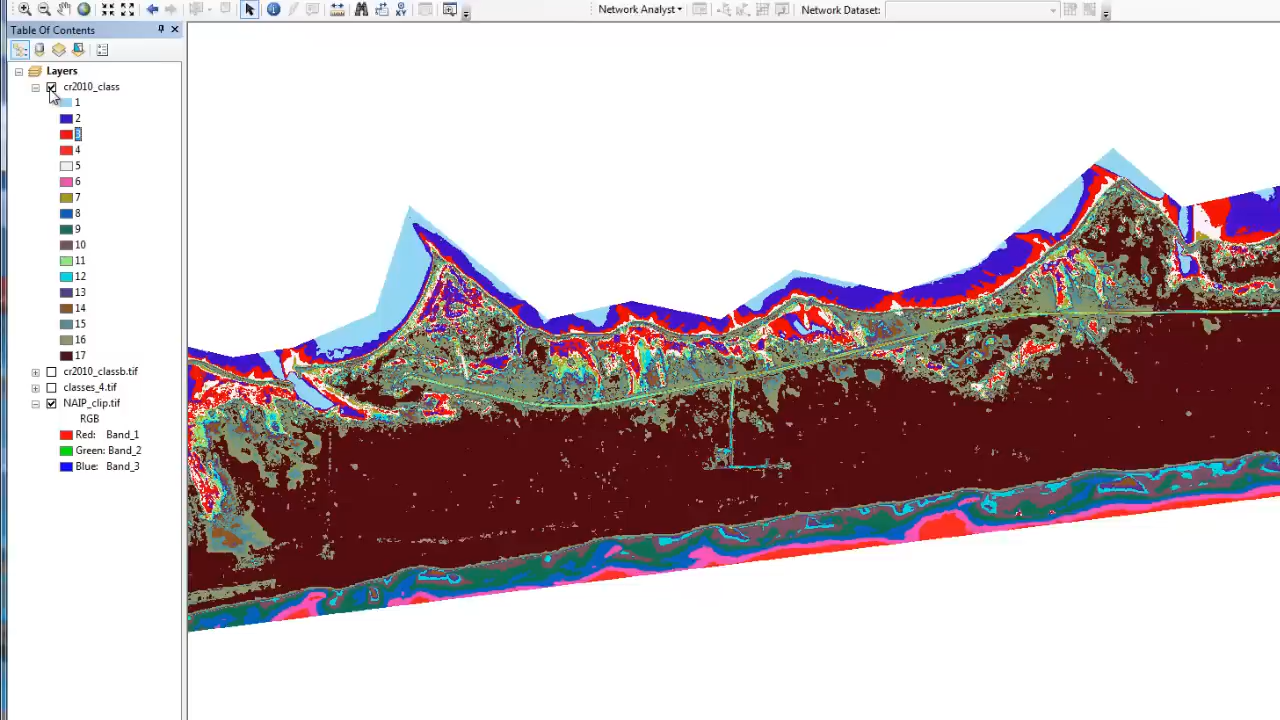 Network Analyst
Network Dataset:
Table Of Contents
Layers
cr2010_class
1
2
3
4
5
6
7
8
9
10
11
12
13
14
15
16
17
cr2010_classb.tif
classes_4.tif
NAIP_clip.tif
RGB
Red: Band_1
Green: Band_2
Blue: Band_3